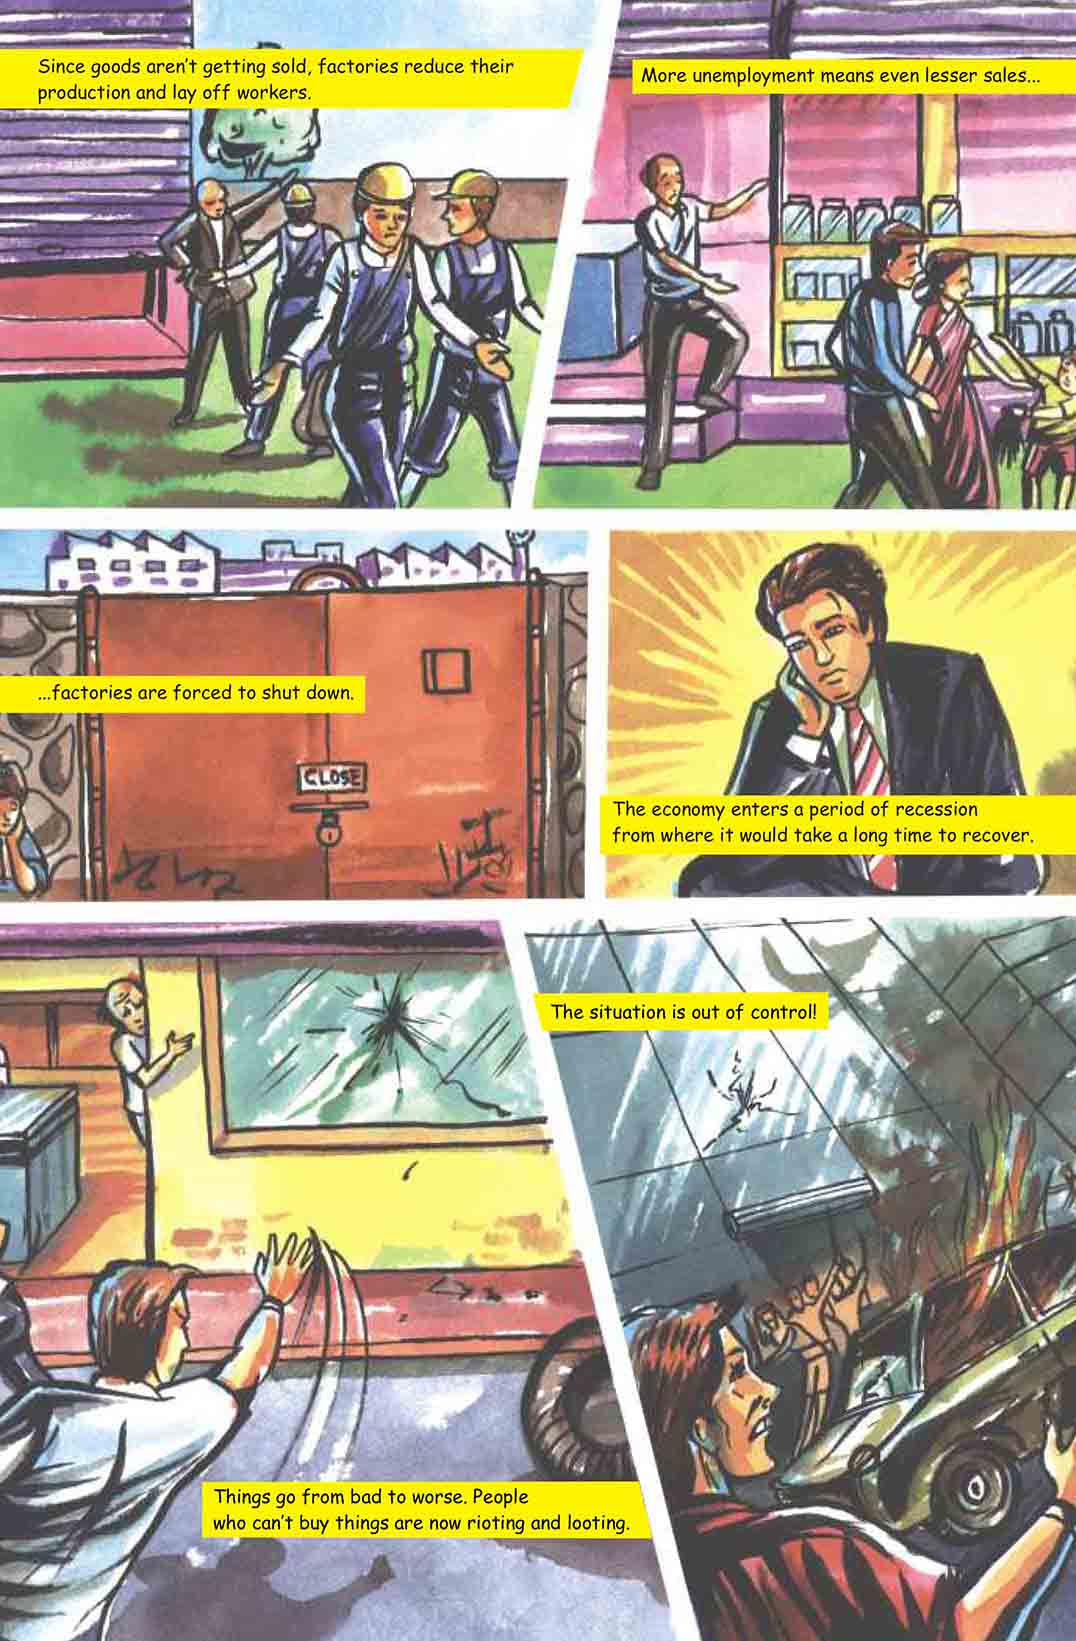 Since goods aren't getting sold, factories reduce their
production and lay off workers.
More unemployment means even lesser sales...
...factories are forced to shut down.
CLOSE
The economy enters a period of recession
from where it would take a long time to recover.
The situation is out of control!
Things go from bad to worse. People
who can't buy things are now rioting and looting.